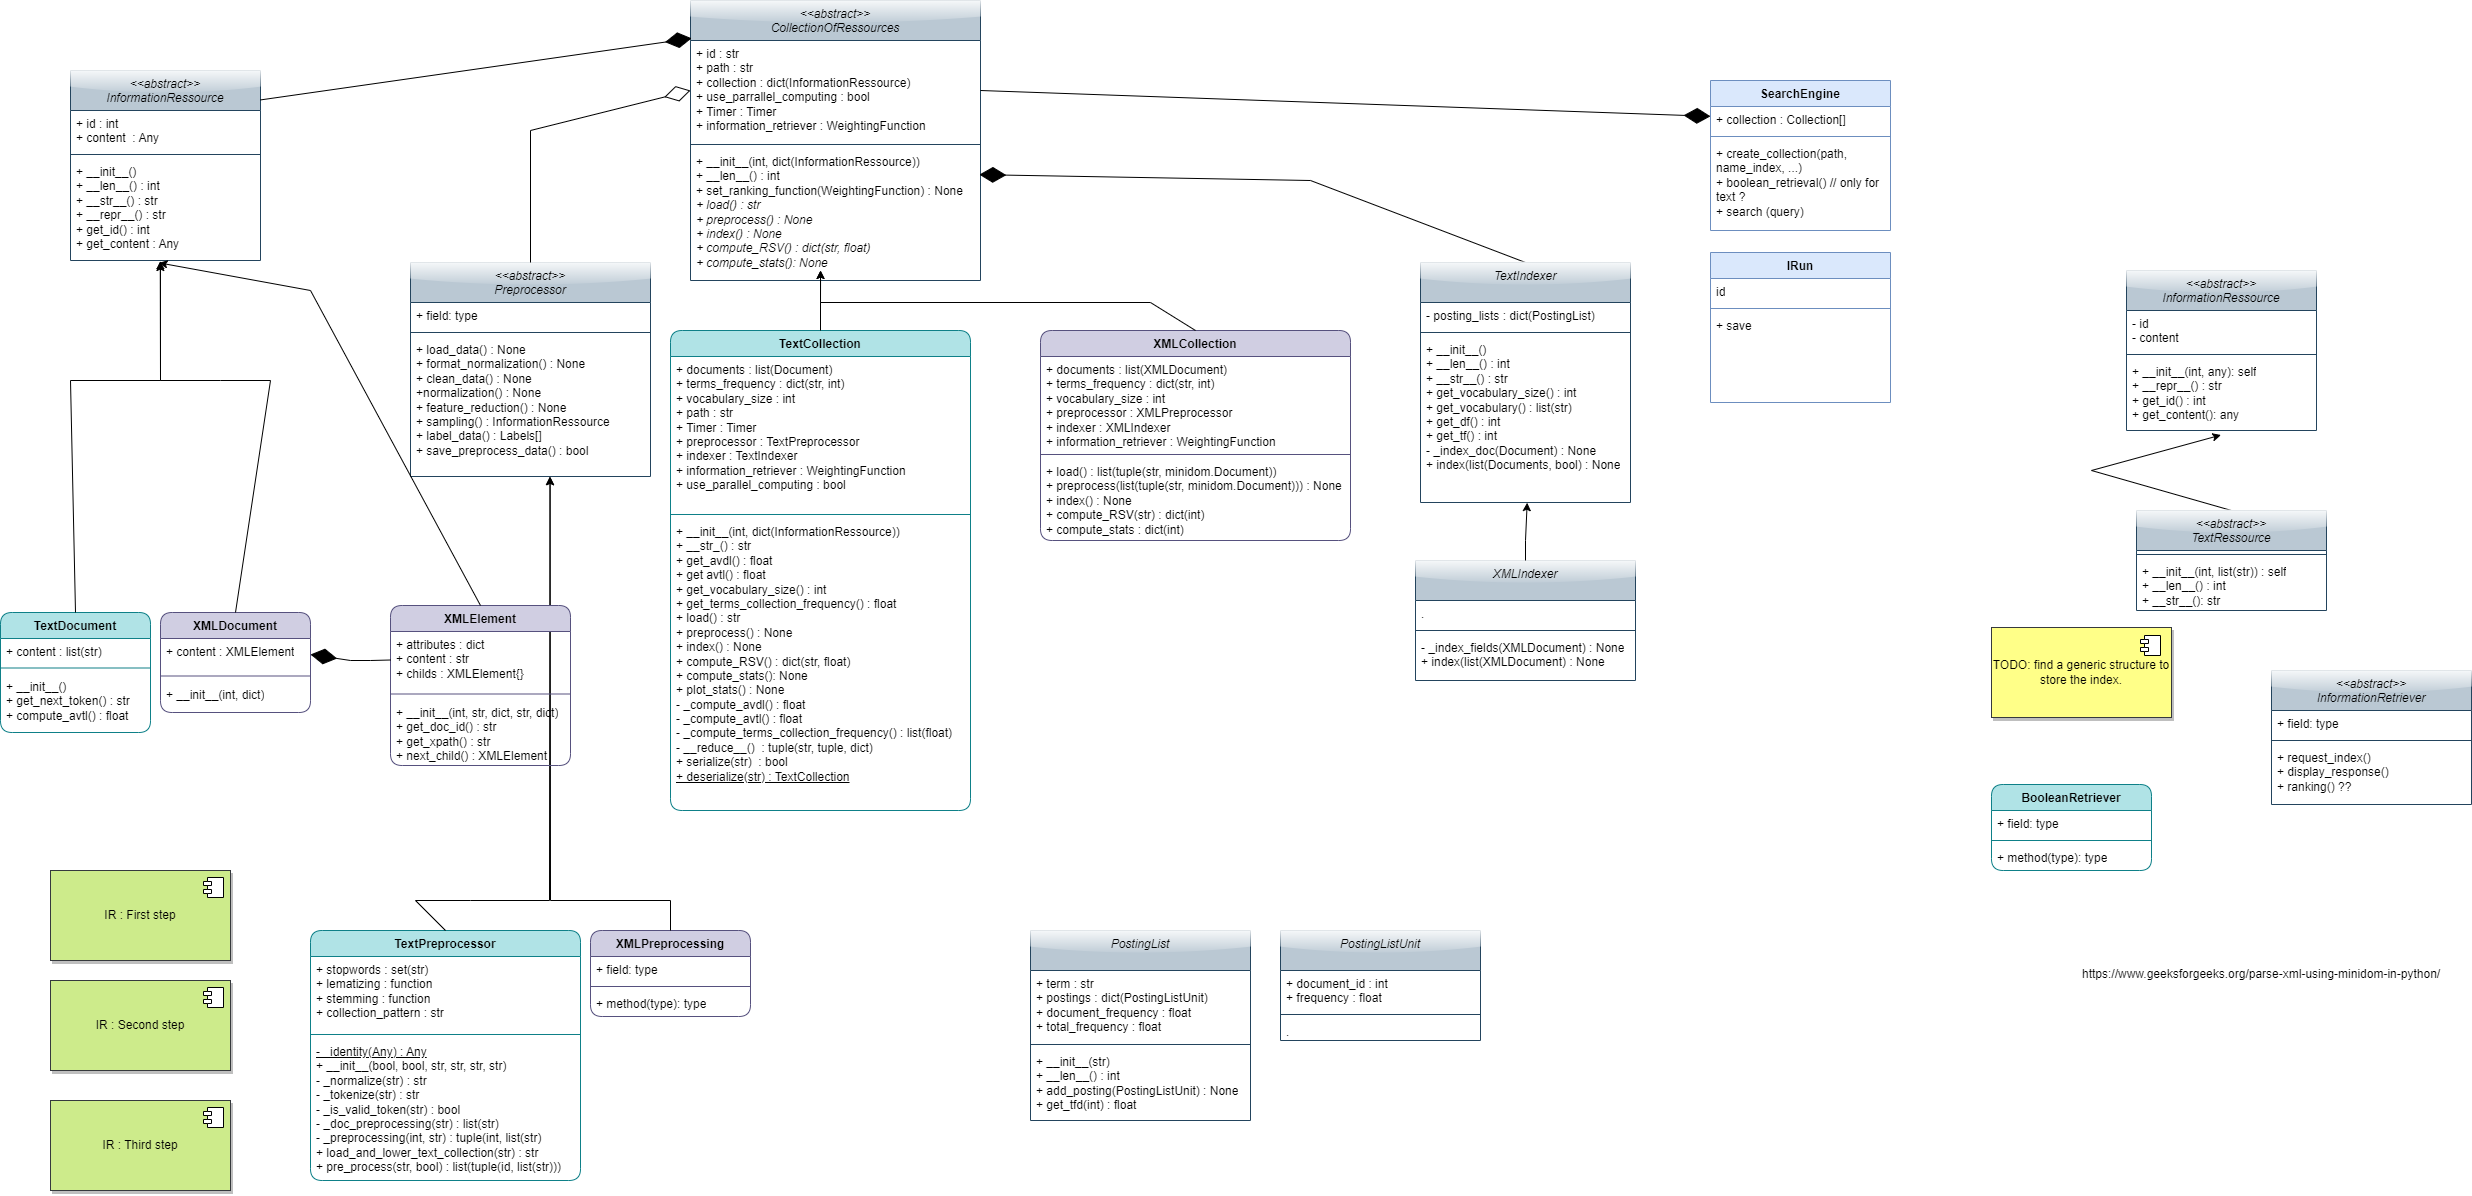 <<abstract>>
CollectionOfRessources
+ id : str
+ path : str
+ collection : dict(InformationRessource)
+ use_parrallel_computing : bool
+ Timer : Timer
+ information_retriever : WeightingFunction
+ __init__(int, dict(InformationRessource))
+ __len__() : int
+ set_ranking_function(WeightingFunction) : None
+ load() : str
+ preprocess() : None
+ index() : None
+ compute_RSV() : dict(str, float)
+ compute_stats(): None
<<abstract>>
InformationRessource
+ id : int
+ content  : Any
+ __init__()
+ __len__() : int
+ __str__() : str
+ __repr__() : str
+ get_id() : int
+ get_content : Any
SearchEngine
+ collection : Collection[]
+ create_collection(path,
name_index, ...)
+ boolean_retrieval() // only for
text ?
+ search (query)
IRun
id
+ save
<<abstract>>
Preprocessor
+ field: type
+ load_data() : None
+ format_normalization() : None
+ clean_data() : None
+normalization() : None
+ feature_reduction() : None
+ sampling() : InformationRessource
+ label_data() : Labels[]
+ save_preprocess_data() : bool
TextCollection
+ documents : list(Document)
+ terms_frequency : dict(str, int)
+ vocabulary_size : int
+ path : str
+ Timer : Timer
+ preprocessor : TextPreprocessor
+ indexer : TextIndexer
+ information_retriever : WeightingFunction
+ use_parallel_computing : bool
+ __init__(int, dict(InformationRessource))
+ __str_() : str
+ get_avdl() : float
+ get avtl() : float
+ get_vocabulary_size() : int
+ get_terms_collection_frequency() : float
+ load() : str
+ preprocess() : None
+ index() : None
+ compute_RSV() : dict(str, float)
+ compute_stats(): None
+ plot_stats() : None
- _compute_avdl() : float
- _compute_avtl() : float
- _compute_terms_collection_frequency() : list(float)
- __reduce__()  : tuple(str, tuple, dict)
+ serialize(str)  : bool
+ deserialize(str) : TextCollection
XMLCollection
+ documents : list(XMLDocument)
+ terms_frequency : dict(str, int)
+ vocabulary_size : int
+ preprocessor : XMLPreprocessor
+ indexer : XMLIndexer
+ information_retriever : WeightingFunction
+ load() : list(tuple(str, minidom.Document))
+ preprocess(list(tuple(str, minidom.Document))) : None
+ index() : None
+ compute_RSV(str) : dict(int)
+ compute_stats : dict(int)
TextIndexer
- posting_lists : dict(PostingList)
+ __init__()
+ __len__() : int
+ __str__() : str
+ get_vocabulary_size() : int
+ get_vocabulary() : list(str)
+ get_df() : int
+ get_tf() : int
- _index_doc(Document) : None
+ index(list(Documents, bool) : None
XMLIndexer
.
- _index_fields(XMLDocument) : None
+ index(list(XMLDocument) : None
<<abstract>>
InformationRessource
- id
- content
+ __init__(int, any): self
+ __repr__() : str
+ get_id() : int
+ get_content(): any
<<abstract>>
TextRessource
+ __init__(int, list(str)) : self
+ __len__() : int
+ __str__(): str
TODO: find a generic structure to
store the index.
<<abstract>>
InformationRetriever
+ field: type
+ request_index()
+ display_response()
+ ranking() ??
BooleanRetriever
+ field: type
+ method(type): type
TextDocument
+ content : list(str)
+ __init__()
+ get_next_token() : str
+ compute_avtl() : float
XMLDocument
+ content : XMLElement
+ __init__(int, dict)
XMLElement
+ attributes : dict
+ content : str
+ childs : XMLElement{}
+ __init__(int, str, dict, str, dict)
+ get_doc_id() : str
+ get_xpath() : str
+ next_child() : XMLElement
IR : First step
IR : Second step
IR : Third step
TextPreprocessor
+ stopwords : set(str)
+ lematizing : function
+ stemming : function
+ collection_pattern : str
- _identity(Any) : Any
+ __init__(bool, bool, str, str, str, str)
- _normalize(str) : str
- _tokenize(str) : str
- _is_valid_token(str) : bool
- _doc_preprocessing(str) : list(str)
- _preprocessing(int, str) : tuple(int, list(str)
+ load_and_lower_text_collection(str) : str
+ pre_process(str, bool) : list(tuple(id, list(str)))
XMLPreprocessing
+ field: type
+ method(type): type
PostingList
+ term : str
+ postings : dict(PostingListUnit)
+ document_frequency : float
+ total_frequency : float
+ __init__(str)
+ __len__() : int
+ add_posting(PostingListUnit) : None
+ get_tfd(int) : float
PostingListUnit
+ document_id : int
+ frequency : float
.
https://www.geeksforgeeks.org/parse-xml-using-minidom-in-python/